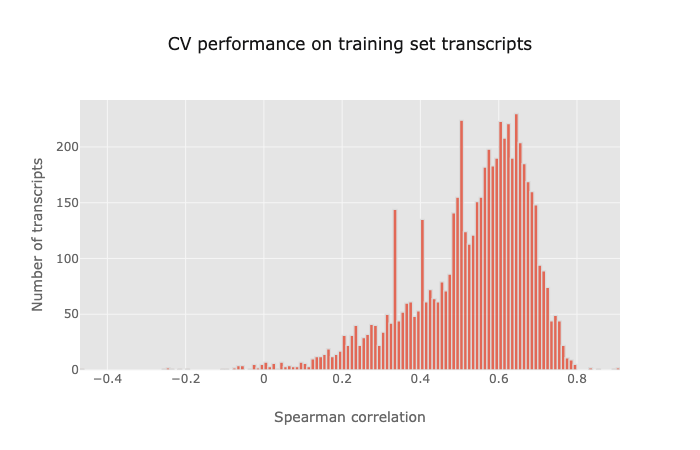 CV performance on training set transcripts
Number of transcripts
200
150
100
50
0
−0.4 −0.2 0 0.2 0.4 0.6 0.8
Spearman correlation